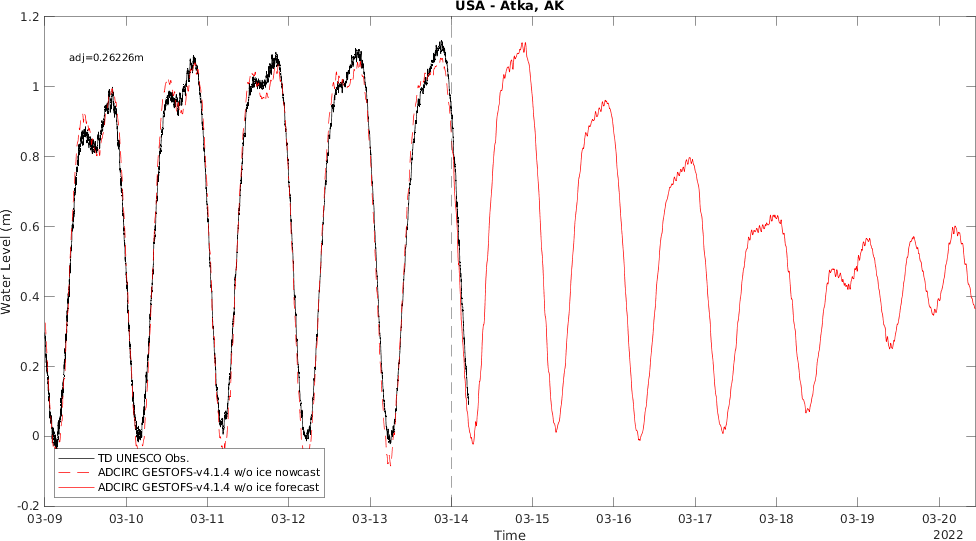 USA - Atka, AK
adj=0.26226m
1.2
1
0.8
0.6
0.4
0.2
0
-0.2
Water Level (m)
TD UNESCO Obs.
ADCIRC GESTOFS-v4.1.4 w/o ice nowcast
ADCIRC GESTOFS-v4.1.4 w/o ice forecast
03-09 03-10 03-11 03-12 03-13 03-14 03-15 03-16 03-17 03-18 03-19 03-20
Time
2022